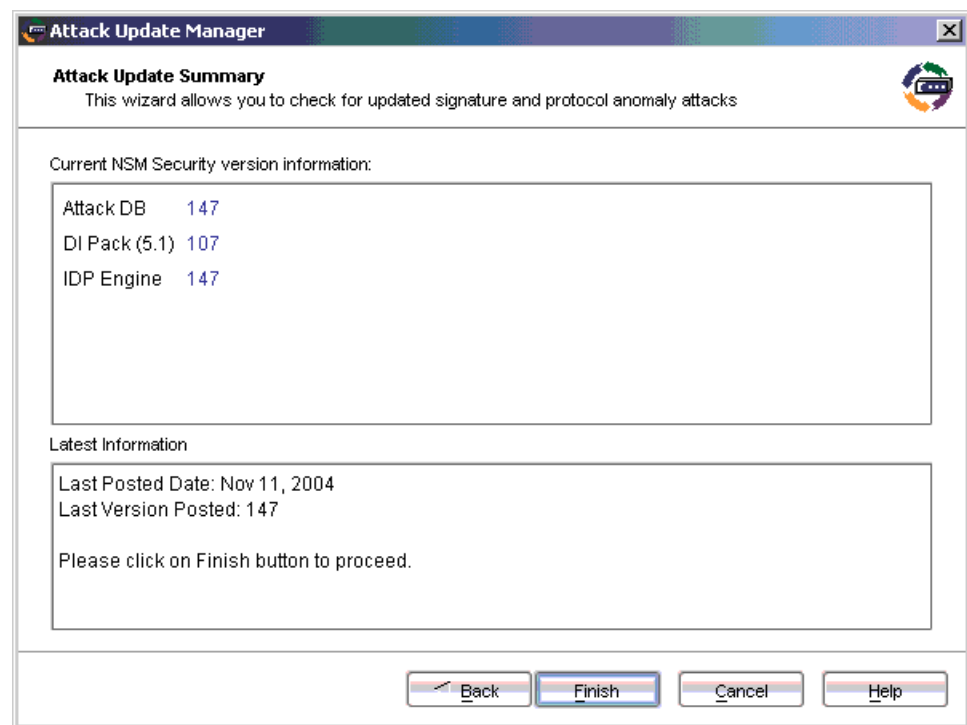 Attack Update Manager
Attack Update Summary
This wizard allows you to check for updated signature and protocol anomaly attacks
Current NSM Security version information:
Attack DB 147
DI Pack (5.1) 107
IDP Engine 147
Latest Information
Last Posted Date: Nov 11, 2004
Last Version Posted: 147
Please click on Finish button to proceed.
Back Finish Cancel Help